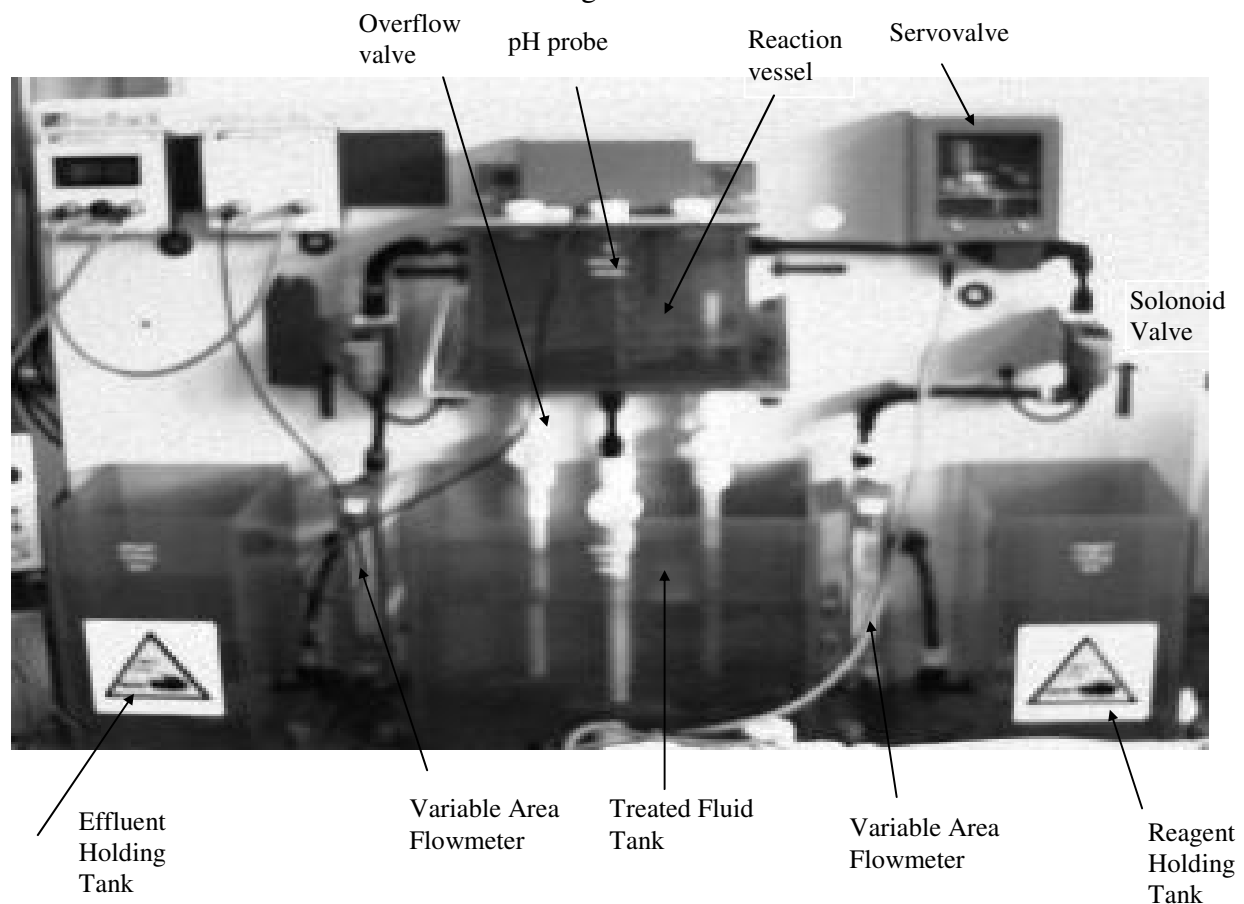 Overflow
valve
pH probe
Reaction
vessel
Servovalve
Solonoid
Valve
Effluent
Holding
Tank
Variable Area
Flowmeter
Treated Fluid
Tank
Variable Area
Flowmeter
Reagent
Holding
Tank